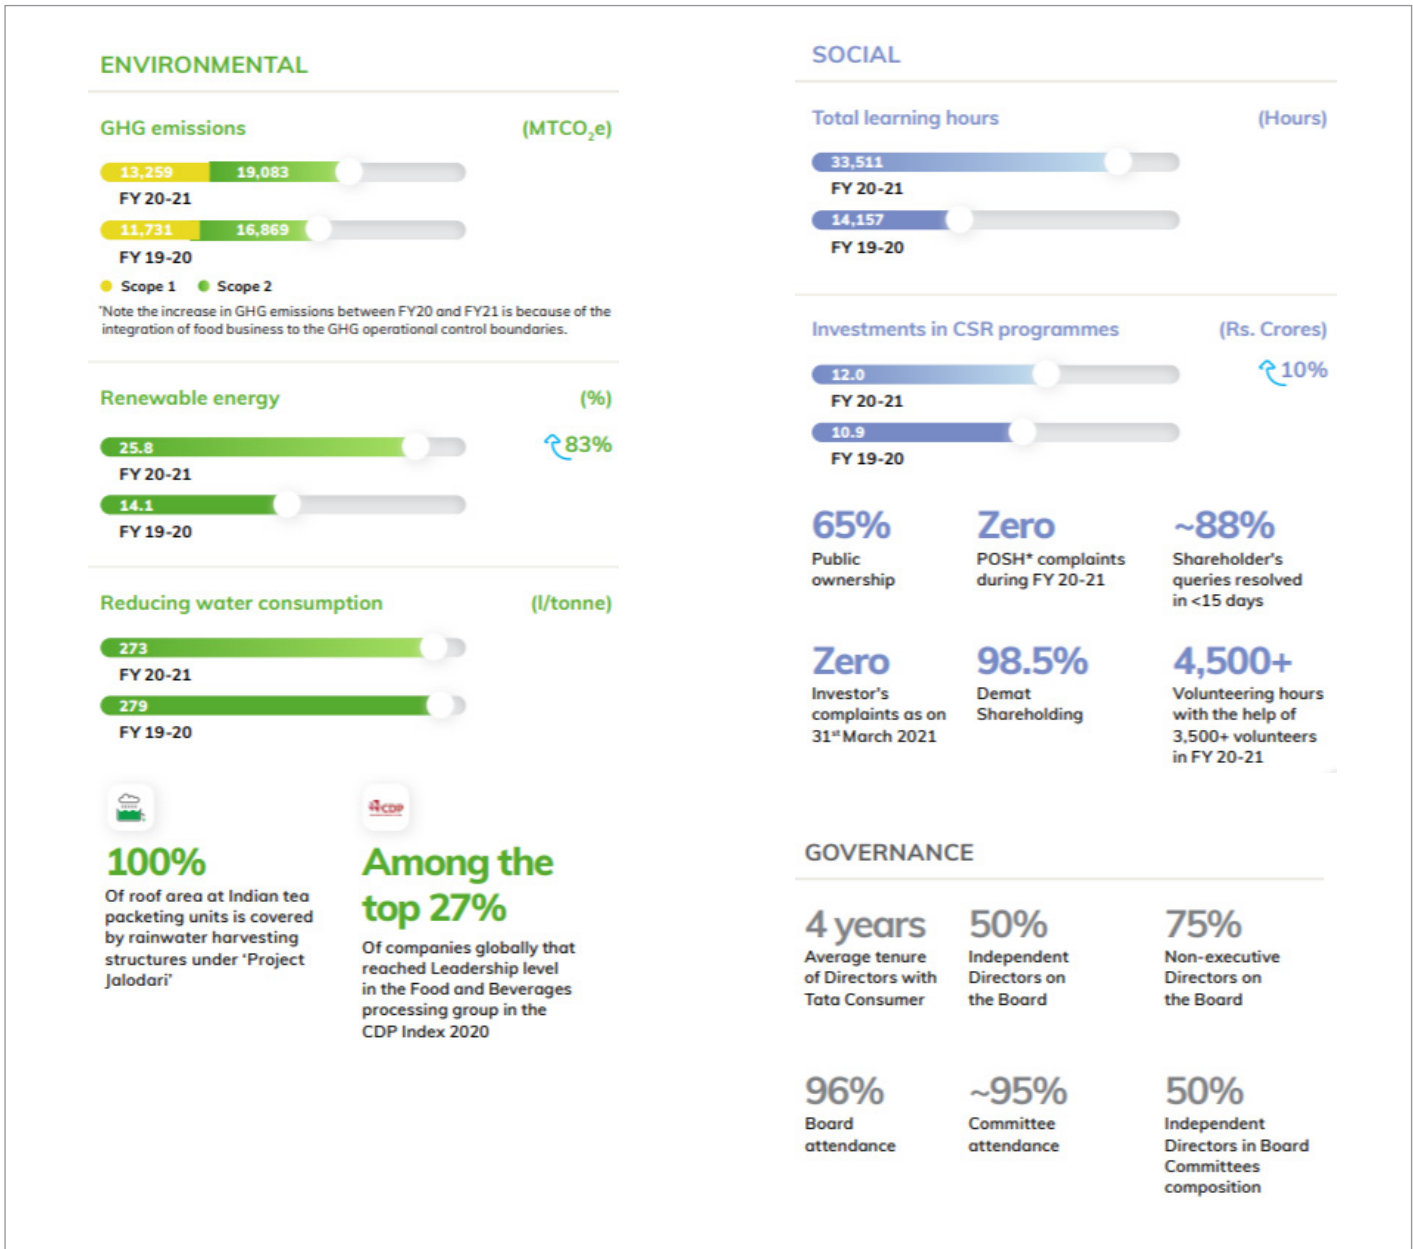 ENVIRONMENTAL
GHG emissions (MTCO₂e)
13,259 19,083
FY 20-21
11,731 16,869
FY 19-20
Scope 1 Scope 2
*Note the increase in GHG emissions between FY20 and FY21 is because of the
integration of food business to the GHG operational control boundaries.
Renewable energy (%)
25.8
83%
FY 20-21
14.1
FY 19-20
Reducing water consumption (l/tonne)
273
FY 20-21
279
FY 19-20
CDP
100%
Of roof area at Indian tea
packeting units is covered
by rainwater harvesting
structures under ‘Project
Jalodari’
Among the
top 27%
Of companies globally that
reached Leadership level
in the Food and Beverages
processing group in the
CDP Index 2020
SOCIAL
Total learning hours (Hours)
33,511
FY 20-21
14,157
FY 19-20
Investments in CSR programmes (Rs. Crores)
12.0
10%
FY 20-21
10.9
FY 19-20
65%
Public
ownership
Zero
POSH* complaints
during FY 20-21
~88%
Shareholder's
queries resolved
in <15 days
Zero
Investor's
complaints as on
31st March 2021
98.5%
Demat
Shareholding
4,500+
Volunteering hours
with the help of
3,500+ volunteers
in FY 20-21
GOVERNANCE
4 years
Average tenure
of Directors with
Tata Consumer
50%
Independent
Directors on
the Board
75%
Non-executive
Directors on
the Board
96%
Board
attendance
~95%
Committee
attendance
50%
Independent
Directors in Board
Committees
composition